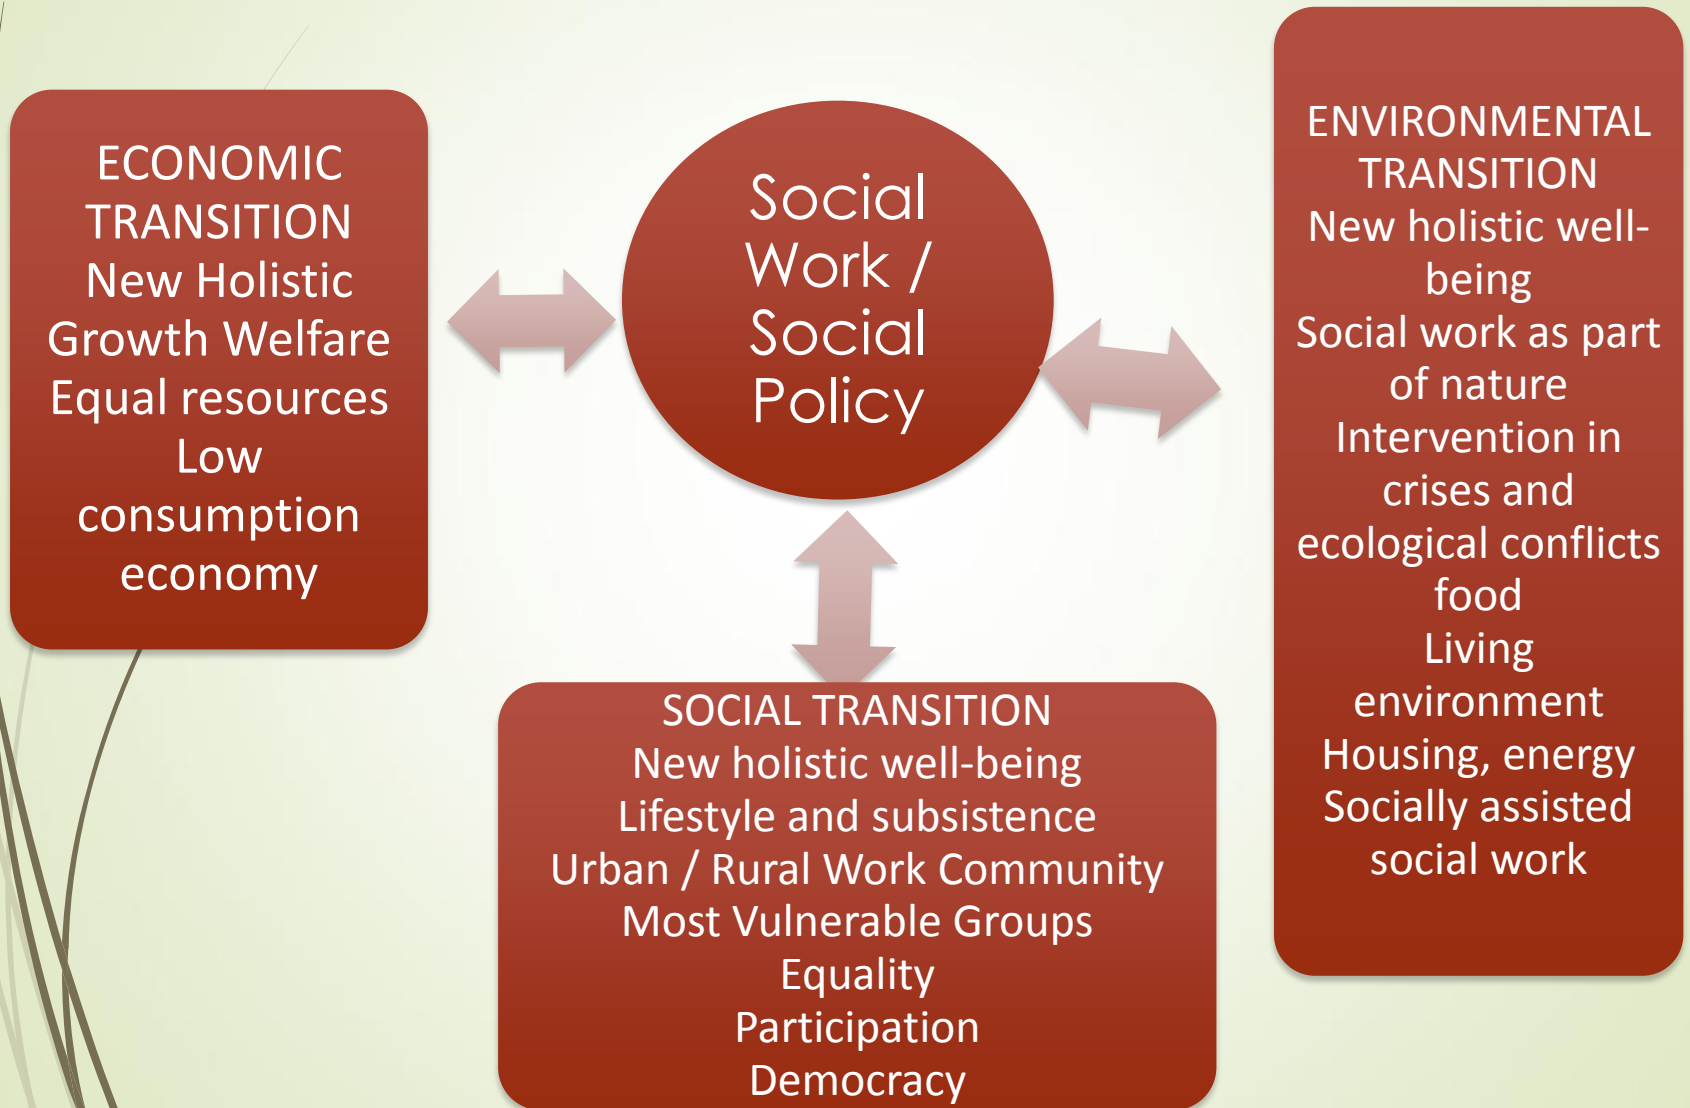 ECONOMIC
TRANSITION
New Holistic
Growth Welfare
Equal resources
Low
consumption
economy
Social
Work /
Social
Policy
ENVIRONMENTAL
TRANSITION
New holistic well-
being
Social work as part
of nature
Intervention in
crises and
ecological conflicts
food
Living
environment
Housing, energy
Socially assisted
social work
SOCIAL TRANSITION
New holistic well-being
Lifestyle and subsistence
Urban / Rural Work Community
Most Vulnerable Groups
Equality
Participation
Democracy